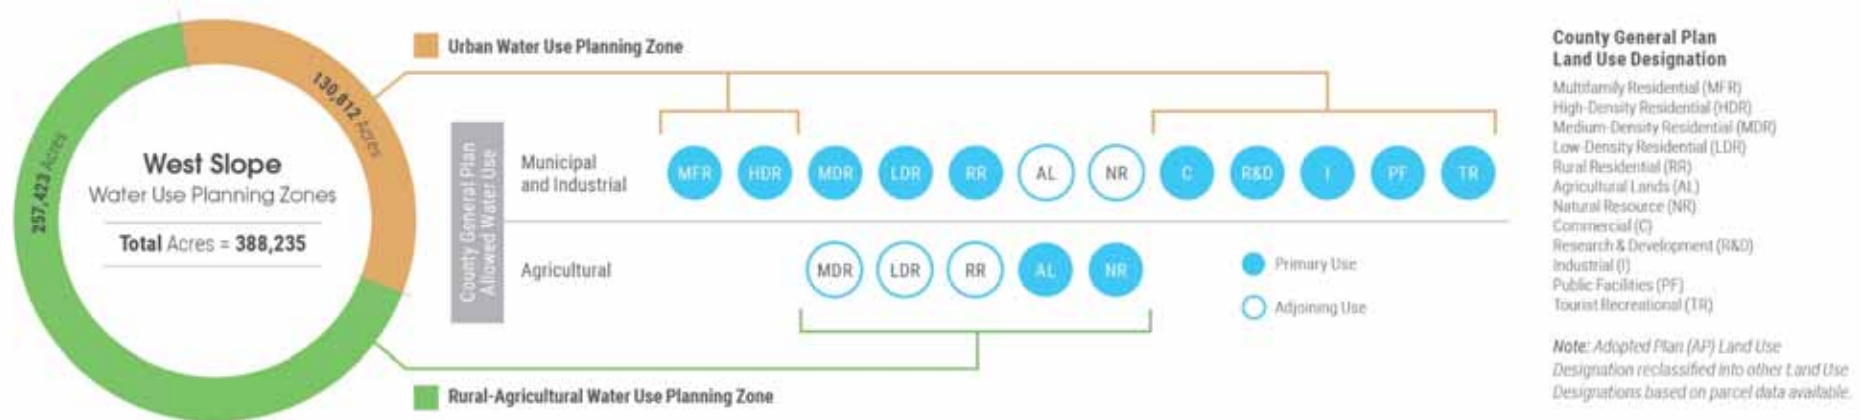 257,423 Acres
130,812 Acres
West Slope
Water Use Planning Zones
Total Acres = 388,235
Urban Water Use Planning Zone
County General Plan
Allowed Water Use
Municipal
and Industrial
MFR HDR MDR LDR RR AL NR C R&D I PF TR
Agricultural
MDR LDR RR AL NR
Primary Use
Adjoining Use
Rural-Agricultural Water Use Planning Zone
County General Plan
Land Use Designation
Multifamily Residential (MFR)
High-Density Residential (HDR)
Medium-Density Residential (MDR)
Low-Density Residential (LDR)
Rural Residential (RR)
Agricultural Lands (AL)
Natural Resource (NR)
Commercial (C)
Research & Development (R&D)
Industrial (I)
Public Facilities (PF)
Tourist Recreational (TR)
Note: Adopted Plan (AP) Land Use
Designation reclassified into other Land Use
Designations based on parcel data available.